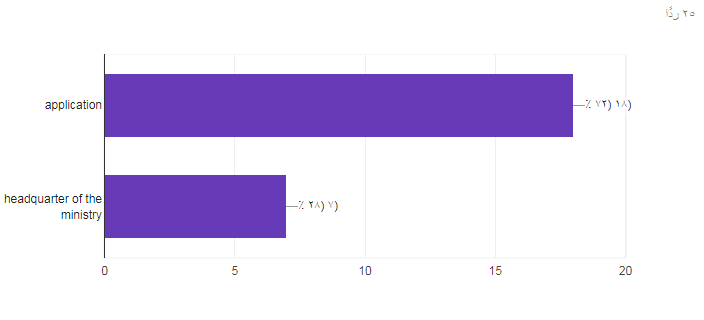 ٢٥ ردًّا
application
١٨ (٧٢ ٪)
headquarter of the
ministry
٧ (٢٨ ٪)
0 5 10 15 20